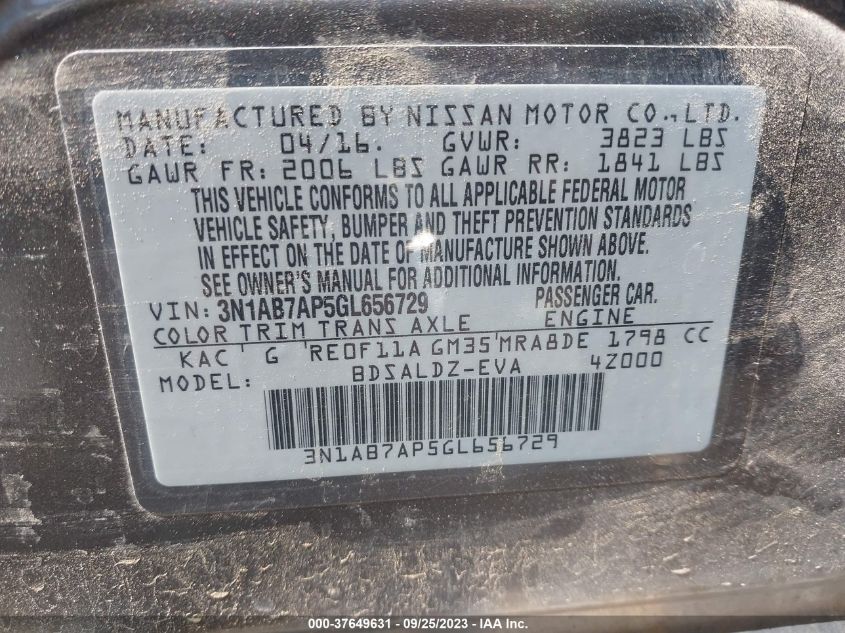 MANUFACTURED BY NISSAN MOTOR CO.,LTD.
DATE: 04/16. GVWR: 3823 LBS
GAWR FR: 2006 LBS GAWR RR: 1841 LBS
THIS VEHICLE CONFORMS TO ALL APPLICABLE FEDERAL MOTOR
VEHICLE SAFETY, BUMPER AND THEFT PREVENTION STANDARDS
IN EFFECT ON THE DATE OF MANUFACTURE SHOWN ABOVE.
SEE OWNER'S MANUAL FOR ADDITIONAL INFORMATION.
VIN: 3N1AB7AP5GL656729 PASSENGER CAR.
COLOR TRIM TRANS AXLE ENGINE
KAC G RE0F11A GM35 MRA8DE 1798 CC
MODEL: BDSALDZ-EVA 4Z000
3N1AB7AP5GL656729
000-37649631 - 09/25/2023 - IAAI.com